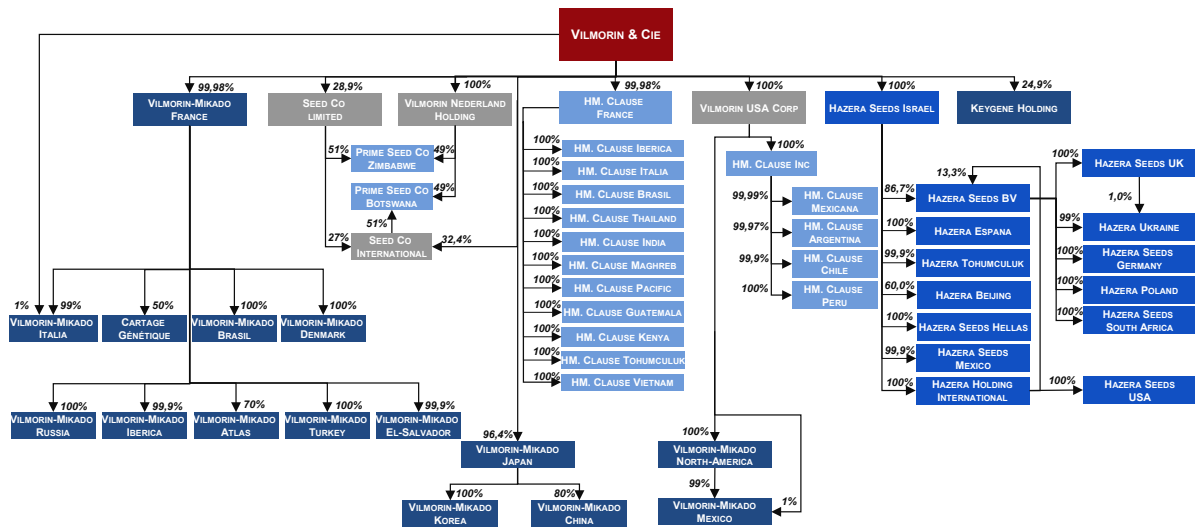 VILMORIN & CIE
99,98%
28,9%
100%
99,98%
100%
100%
24,9%
VILMORIN-MIKADO
FRANCE
SEED CO
LIMITED
VILMORIN NEDERLAND
HOLDING
HM. CLAUSE
FRANCE
VILMORIN USA CORP
HAZERA SEEDS ISRAEL
KEYGENE HOLDING
51%
PRIME SEED CO
ZIMBABWE
49%
PRIME SEED CO
BOTSWANA
49%
51%
27%
SEED CO
INTERNATIONAL
32,4%
100%
HM. CLAUSE IBERICA
100%
HM. CLAUSE ITALIA
100%
HM. CLAUSE BRASIL
100%
HM. CLAUSE THAILAND
100%
HM. CLAUSE ÍNDIA
100%
HM. CLAUSE MAGHREB
100%
HM. CLAUSE PACIFIC
100%
HM. CLAUSE GUATEMALA
100%
HM. CLAUSE KENYA
100%
HM. CLAUSE TOHUMCULUK
100%
HM. CLAUSE VIETNAM
100%
HM. CLAUSE INC
99,99%
HM. CLAUSE
MEXICANA
99,97%
HM. CLAUSE
ARGENTINA
99,9%
HM. CLAUSE
CHILE
100%
HM. CLAUSE
PERU
13,3%
86,7%
HAZERA SEEDS BV
100%
HAZERA ESPANA
99,9%
HAZERA TOHUMCULUK
60,0%
HAZERA BEIJING
100%
HAZERA SEEDS HELLAS
99,9%
HAZERA SEEDS
MEXICO
100%
HAZERA HOLDING
INTERNATIONAL
100%
HAZERA SEEDS UK
1,0%
99%
HAZERA UKRAINE
100%
HAZERA SEEDS
GERMANY
100%
HAZERA POLAND
100%
HAZERA SEEDS
SOUTH AFRICA
100%
HAZERA SEEDS
USA
1%
99%
50%
100%
100%
VILMORIN-MIKADO
ITALIA
CARTAGE
GÉNÉTIQUE
VILMORIN-MIKADO
BRASIL
VILMORIN-MIKADO
DENMARK
100%
99,9%
70%
100%
99,9%
VILMORIN-MIKADO
RUSSIA
VILMORIN-MIKADO
IBERICA
VILMORIN-MIKADO
ATLAS
VILMORIN-MIKADO
TURKEY
VILMORIN-MIKADO
EL-SALVADOR
96,4%
VILMORIN-MIKADO
JAPAN
100%
80%
VILMORIN-MIKADO
KOREA
VILMORIN-MIKADO
CHINA
100%
VILMORIN-MIKADO
NORTH-AMERICA
99%
1%
VILMORIN-MIKADO
MEXICO